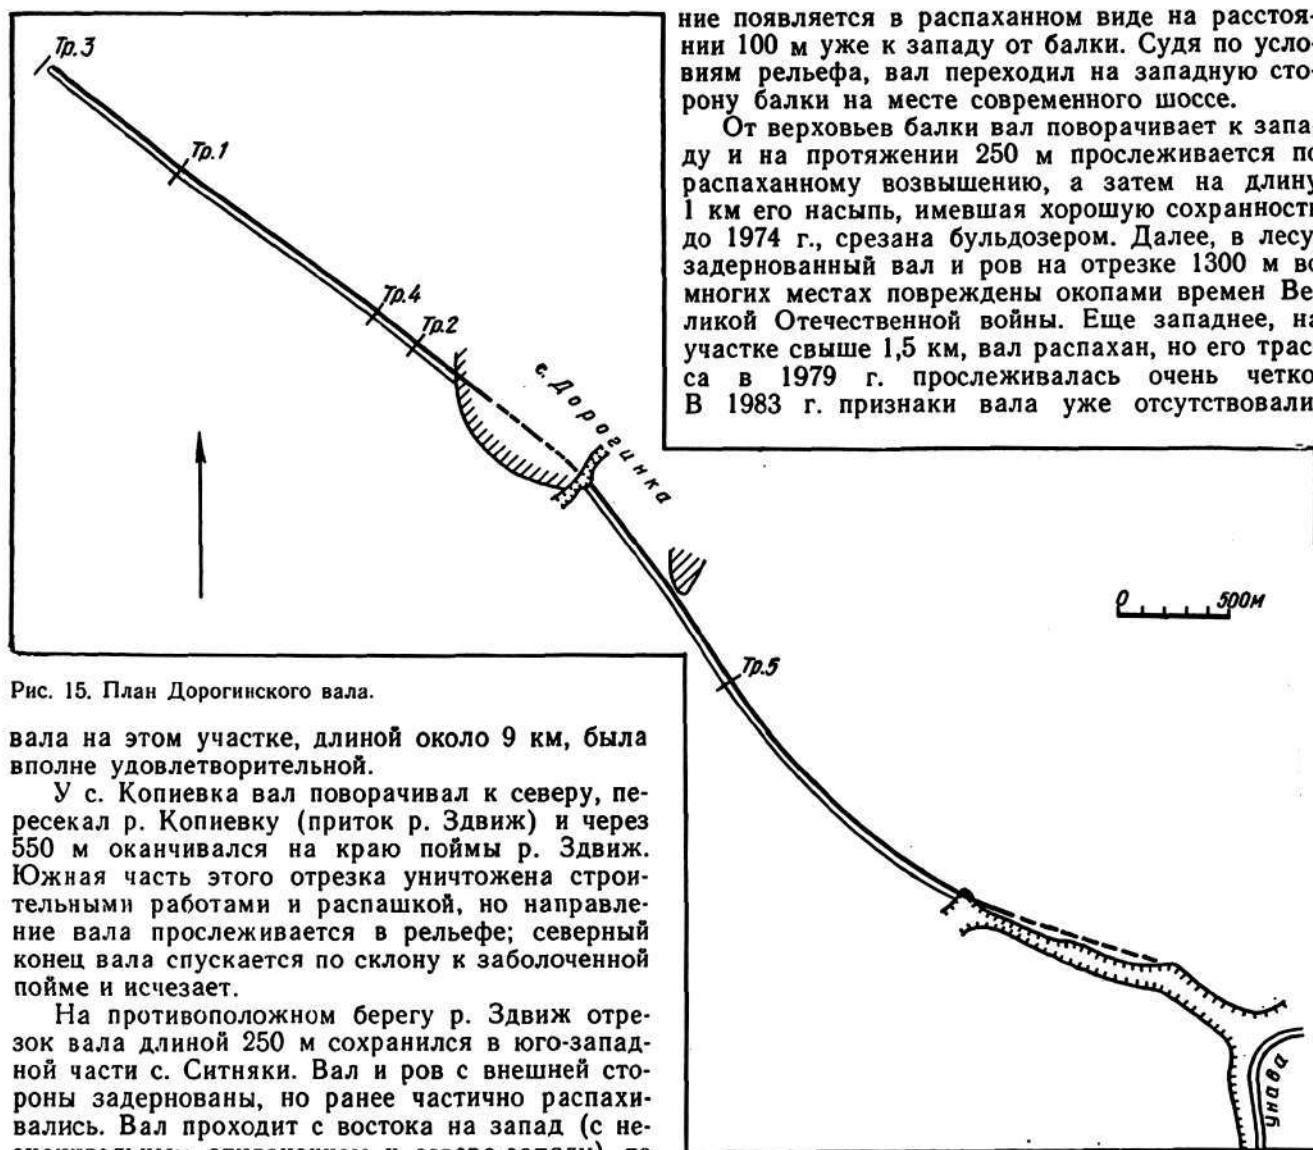 Тр.3
Тр.1
Тр.4
Тр.2
с. Дорогинка
Тр.5
0 500м
Унава
Рис. 15. План Дорогинского вала.
вала на этом участке, длиной около 9 км, была
вполне удовлетворительной.
У с. Копиевка вал поворачивал к северу, пе-
ресекал р. Копиевку (приток р. Здвиж) и через
550 м оканчивался на краю поймы р. Здвиж.
Южная часть этого отрезка уничтожена строи-
тельными работами и распашкой, но направле-
ние вала прослеживается в рельефе; северный
конец вала спускается по склону к заболоченной
пойме и исчезает.
На противоположном берегу р. Здвиж отре-
зок вала длиной 250 м сохранился в юго-запад-
ной части с. Ситняки. Вал и ров с внешней сто-
роны задернованы, но ранее частично распахи-
вались. Вал проходит с востока на запад (с не-
ние появляется в распаханном виде на расстоя-
нии 100 м уже к западу от балки. Судя по усло-
виям рельефа, вал переходил на западную сто-
рону балки на месте современного шоссе.
От верховьев балки вал поворачивает к запа-
ду и на протяжении 250 м прослеживается по
распаханному возвышению, а затем на длину
1 км его насыпь, имевшая хорошую сохранность
до 1974 г., срезана бульдозером. Далее, в лесу,
задернованный вал и ров на отрезке 1300 м во
многих местах повреждены окопами времен Ве-
ликой Отечественной войны. Еще западнее, на
участке свыше 1,5 км, вал распахан, но его трас-
са в 1979 г. прослеживалась очень четко.
В 1983 г. признаки вала уже отсутствовали.